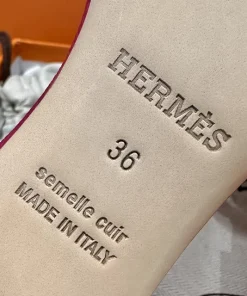 HERMÈS
36
semelle cuir
MADE IN ITALY